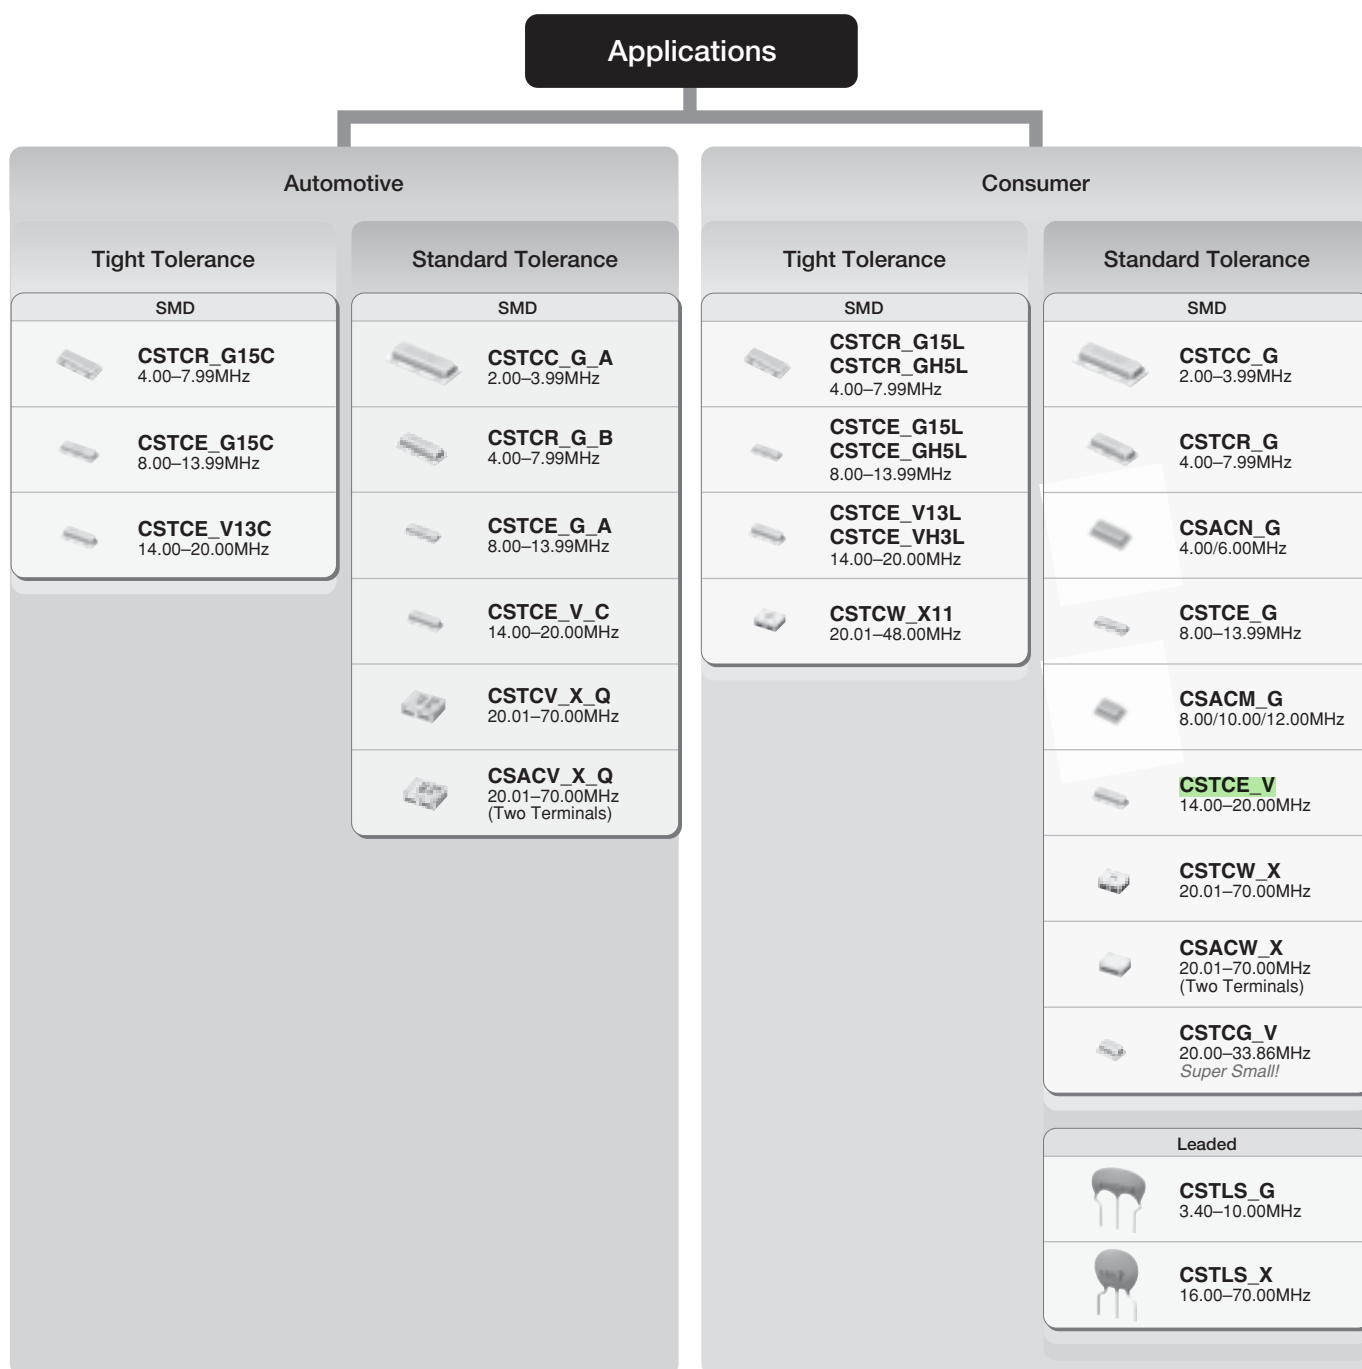 Applications
Automotive
Tight Tolerance
SMD
CSTCR_G15C
4.00–7.99MHz
CSTCE_G15C
8.00–13.99MHz
CSTCE_V13C
14.00–20.00MHz
Standard Tolerance
SMD
CSTCC_G_A
2.00–3.99MHz
CSTCR_G_B
4.00–7.99MHz
CSTCE_G_A
8.00–13.99MHz
CSTCE_V_C
14.00–20.00MHz
CSTCV_X_Q
20.01–70.00MHz
CSACV_X_Q
20.01–70.00MHz
(Two Terminals)
Consumer
Tight Tolerance
SMD
CSTCR_G15L
CSTCR_GH5L
4.00–7.99MHz
CSTCE_G15L
CSTCE_GH5L
8.00–13.99MHz
CSTCE_V13L
CSTCE_VH3L
14.00–20.00MHz
CSTCW_X11
20.01–48.00MHz
Standard Tolerance
SMD
CSTCC_G
2.00–3.99MHz
CSTCR_G
4.00–7.99MHz
CSACN_G
4.00/6.00MHz
CSTCE_G
8.00–13.99MHz
CSACM_G
8.00/10.00/12.00MHz
CSTCE_V
14.00–20.00MHz
CSTCW_X
20.01–70.00MHz
CSACW_X
20.01–70.00MHz
(Two Terminals)
CSTCG_V
20.00–33.86MHz
Super Small!
Leaded
CSTLS_G
3.40–10.00MHz
CSTLS_X
16.00–70.00MHz